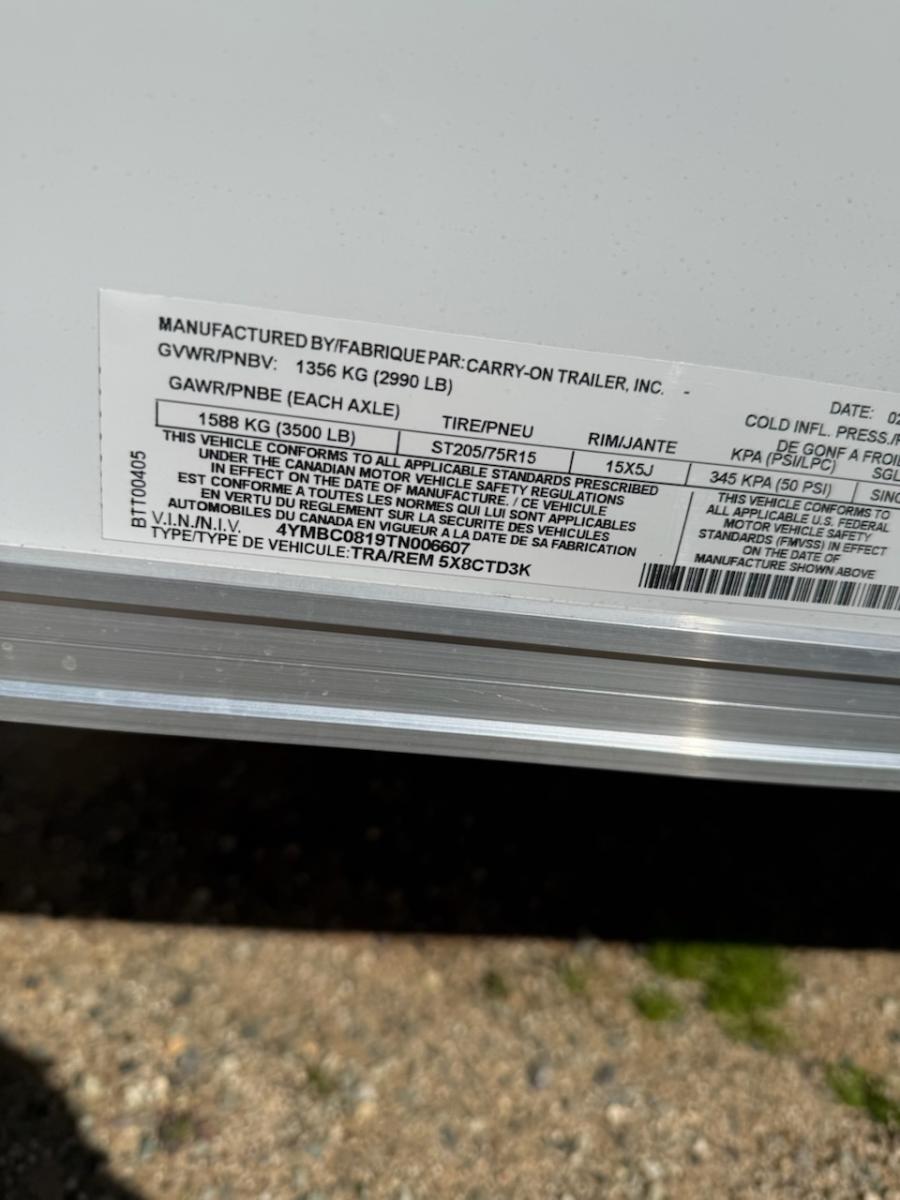 MANUFACTURED BY/FABRIQUE PAR: CARRY-ON TRAILER, INC. -
GVWR/PNBV: 1356 KG (2990 LB)
DATE: 02
GAWR/PNBE (EACH AXLE) TIRE/PNEU RIM/JANTE
COLD INFL. PRESS./
DE GONF A FROI
KPA (PSI/LPC) SGL
1588 KG (3500 LB) ST205/75R15 15X5J 345 KPA (50 PSI) SING
THIS VEHICLE CONFORMS TO ALL APPLICABLE STANDARDS PRESCRIBED
UNDER THE CANADIAN MOTOR VEHICLE SAFETY REGULATIONS
IN EFFECT ON THE DATE OF MANUFACTURE. / CE VEHICULE
EST CONFORME A TOUTES LES NORMES QUI LUI SONT APPLICABLES
EN VERTU DU REGLEMENT SUR LA SECURITE DES VEHICULES
AUTOMOBILES DU CANADA EN VIGUEUR A LA DATE DE SA FABRICATION
THIS VEHICLE CONFORMS TO
ALL APPLICABLE U.S. FEDERAL
MOTOR VEHICLE SAFETY
STANDARDS (FMVSS) IN EFFECT
ON THE DATE OF
MANUFACTURE SHOWN ABOVE
V.I.N./N.I.V. 4YMBC0819TN006607
TYPE/TYPE DE VEHICULE: TRA/REM 5X8CTD3K
BTT00405